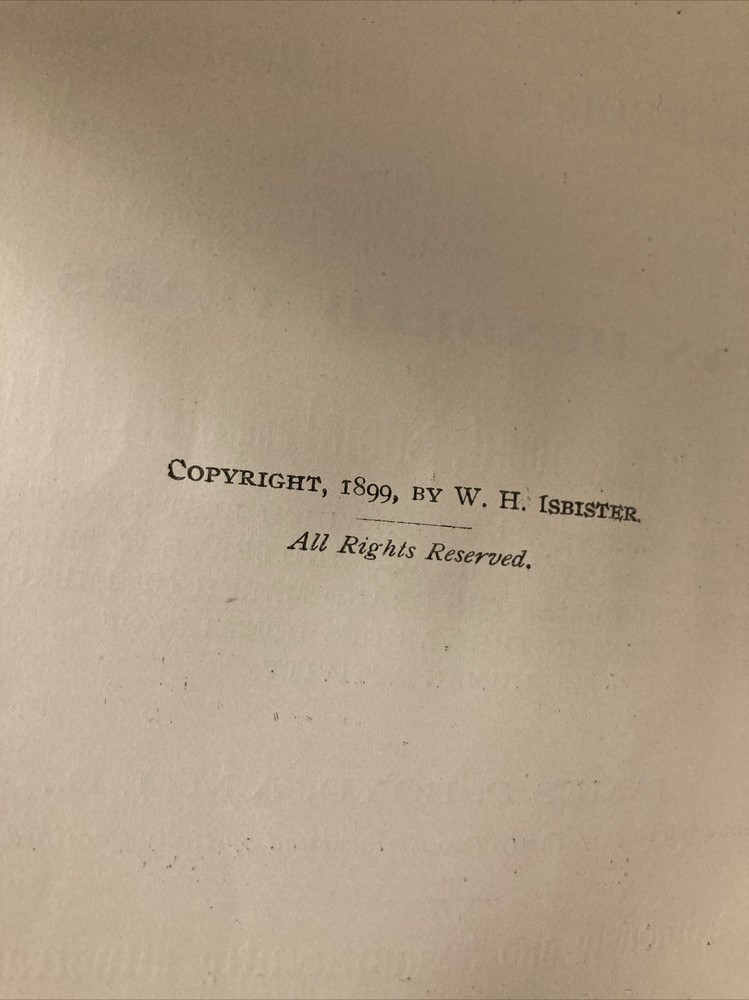 COPYRIGHT, 1899, BY W. H. ISBISTER.
All Rights Reserved.